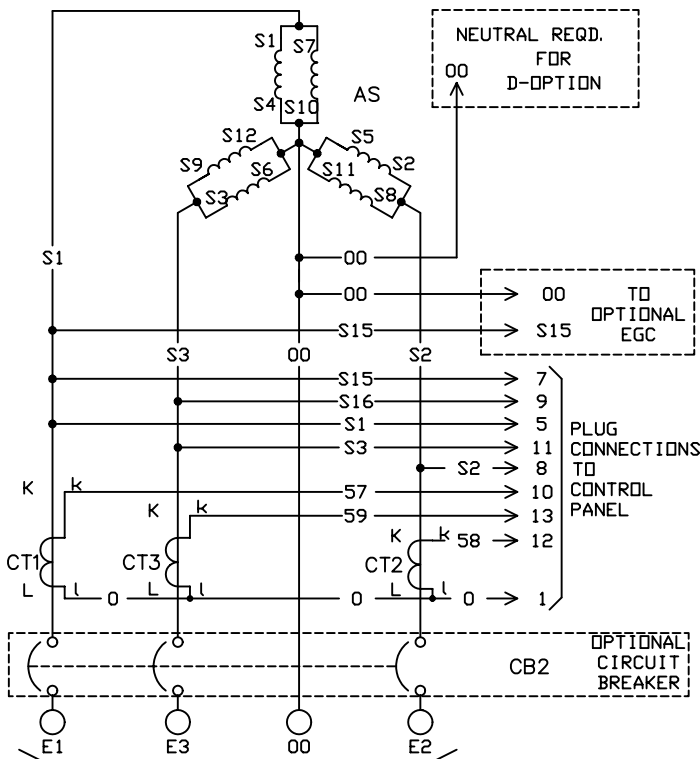 NEUTRAL REQD.
FOR
D-OPTION
00
S1
S7
S4
S10
AS
S12
S5
S9
S6
S11
S2
S3
S8
S1
00
00
00
TO
OPTIONAL
EGC
S15
S15
S3
00
S2
S15
7
S16
9
S1
5
S3
11
S2
8
57
10
59
13
58
12
0
0
0
1
PLUG
CONNECTIONS
TO
CONTROL
PANEL
K
k
K
k
K
k
CT1
CT3
CT2
L
l
L
l
L
l
OPTIONAL
CIRCUIT
BREAKER
CB2
E1
E3
00
E2